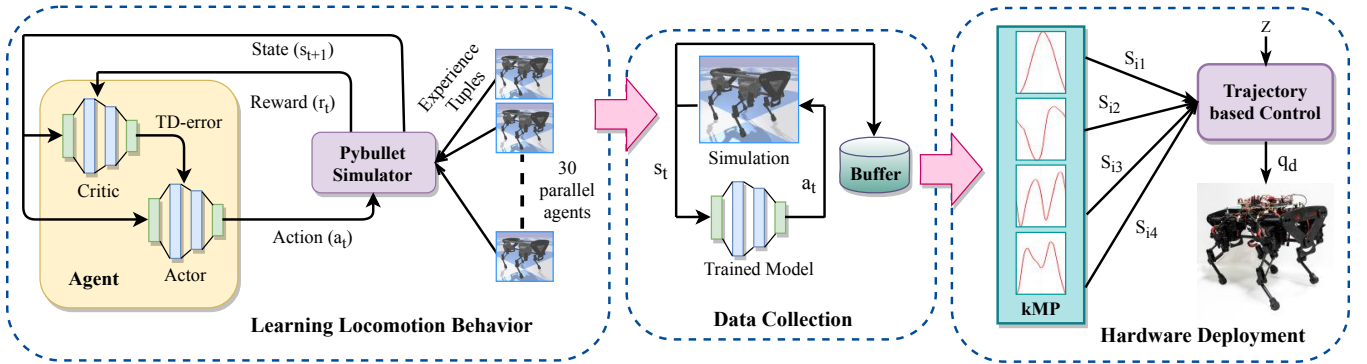 State (s_{t+1})
Reward (r_t)
TD-error
Critic
Actor
Agent
Action (a_t)
Pybullet
Simulator
Experience
Tuples
30
parallel
agents
Learning Locomotion Behavior
Simulation
s_t
a_t
Trained Model
Buffer
Data Collection
kMP
S_{i1}
S_{i2}
S_{i3}
S_{i4}
Z
Trajectory
based Control
q_d
Hardware Deployment